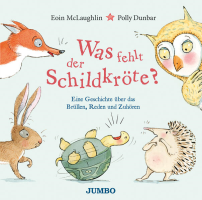 Eoin McLaughlin ★ Polly Dunbar
Was fehlt
der
Schildkröte?
Eine Geschichte über das
Brüllen, Reden und Zuhören
JUMBO